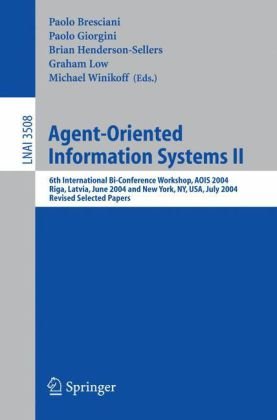 Paolo Bresciani
Paolo Giorgini
Brian Henderson-Sellers
Graham Low
Michael Winikoff (Eds.)
LNAI 3508
Agent-Oriented
Information Systems II
6th International Bi-Conference Workshop, AOIS 2004
Riga, Latvia, June 2004 and New York, NY, USA, July 2004
Revised Selected Papers
Springer